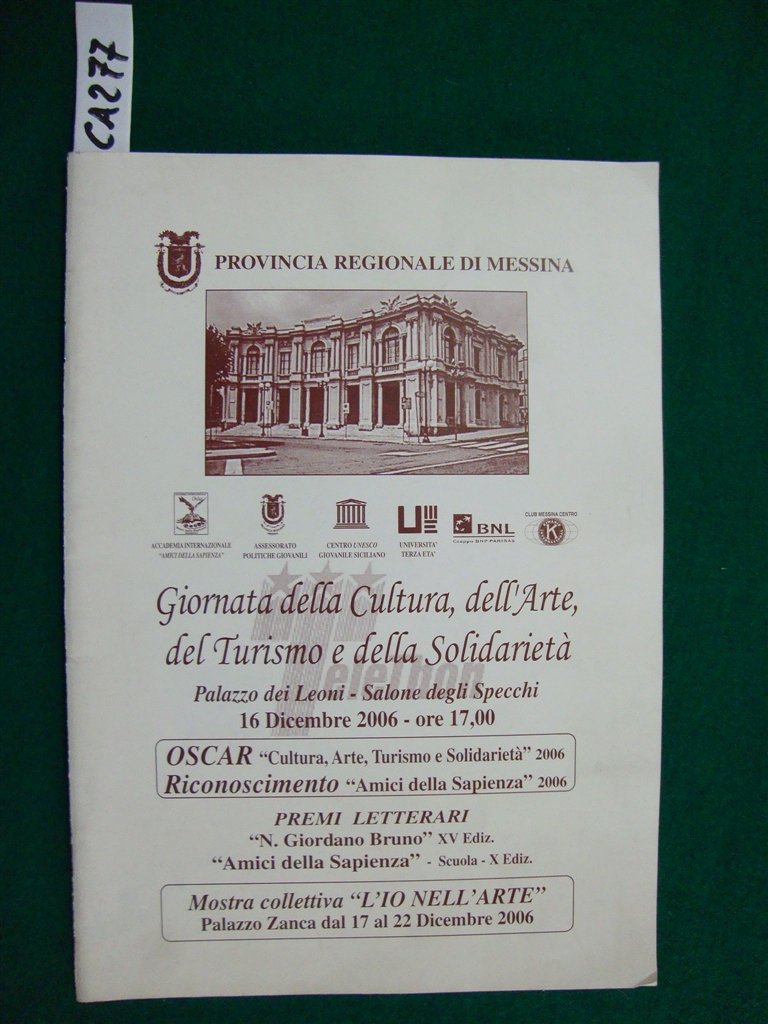 CA277
PROVINCIA REGIONALE DI MESSINA
ACCADEMIA INTERNAZIONALE
"AMICI DELLA SAPIENZA"
ASSESSORATO
POLITICHE GIOVANILI
CENTRO UNESCO
GIOVANILE SICILIANO
UNIVERSITA'
TERZA ETA'
BNL
Gruppo BNP PARIBAS
CLUB MESSINA CENTRO
K
Telethon
Giornata della Cultura, dell'Arte,
del Turismo e della Solidarietà
Palazzo dei Leoni - Salone degli Specchi
16 Dicembre 2006 - ore 17,00
OSCAR “Cultura, Arte, Turismo e Solidarietà” 2006
Riconoscimento “Amici della Sapienza” 2006
PREMI LETTERARI
“N. Giordano Bruno” XV Ediz.
“Amici della Sapienza” - Scuola - X Ediz.
Mostra collettiva “L'IO NELL'ARTE”
Palazzo Zanca dal 17 al 22 Dicembre 2006